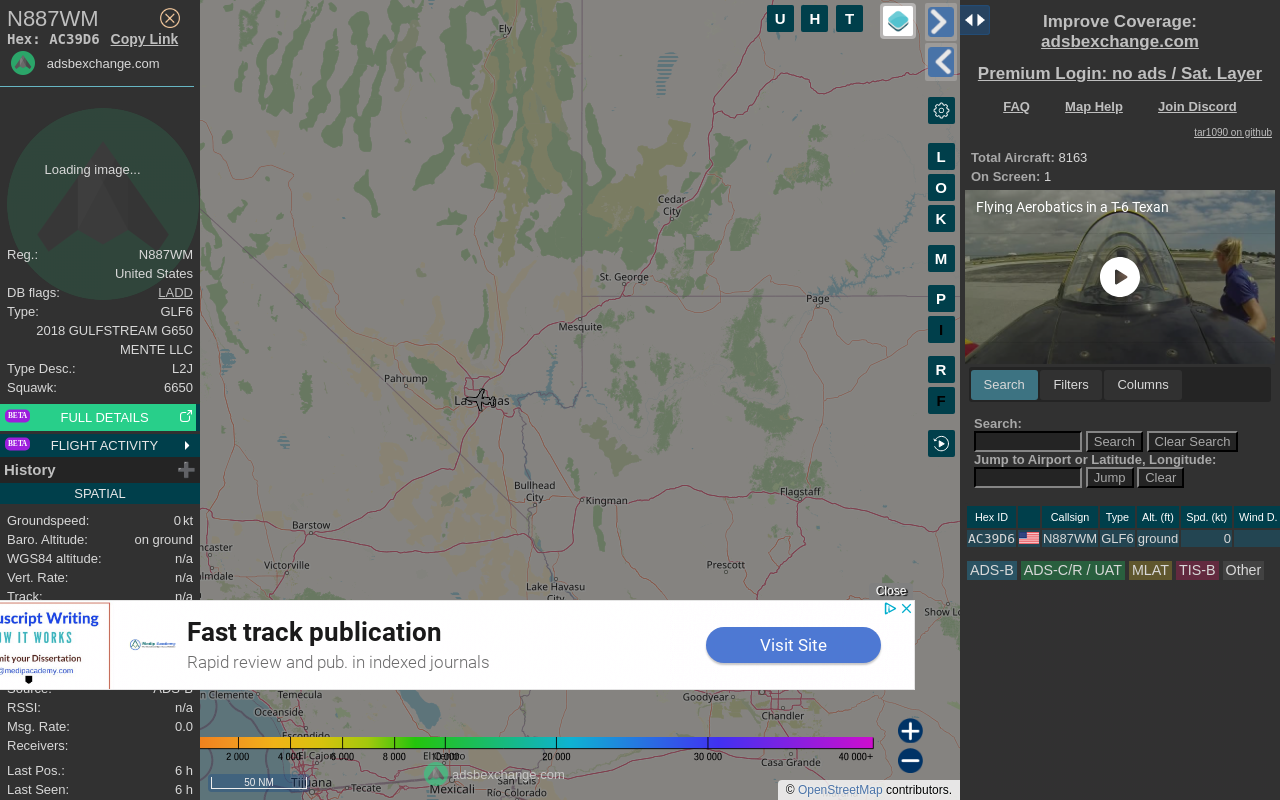 N887WM
Hex: AC39D6 Copy Link
adsbexchange.com
Loading image...
Reg.: N887WM
United States
DB flags: LADD
Type: GLF6
2018 GULFSTREAM G650
MENTE LLC
Type Desc.: L2J
Squawk: 6650
BETA FULL DETAILS
BETA FLIGHT ACTIVITY
History
SPATIAL
Groundspeed: 0 kt
Baro. Altitude: on ground
WGS84 altitude: n/a
Vert. Rate: n/a
Track: n/a
Source: ADS-B
RSSI: n/a
Msg. Rate: 0.0
Receivers:
Last Pos.: 6 h
Last Seen: 6 h
Ely
Cedar
City
St. George
Page
Mesquite
Pahrump
Las Vegas
Bullhead
City
Kingman
Flagstaff
Barstow
ncaster
Victorville
almdale
Prescott
Lake Havasu
City
Show Lo
Close
uscript Writing
OW IT WORKS
mit your Dissertation
@medipacademy.com
Medip Academy
Fast track publication
Rapid review and pub. in indexed journals
Visit Site
n Clemente
Temecula
Oceanside
Escondido
Goodyear
Chandler
2 000 4 000 6 000 8 000 20 000 30 000 40 000+
El Cajon
El Centro
Casa Grande
adsbexchange.com
50 NM
Tijuana
Tecate
Mexicali
San Luis
Río Colorado
© OpenStreetMap contributors.
U H T
L
O
K
M
P
I
R
F
Improve Coverage:
adsbexchange.com
Premium Login: no ads / Sat. Layer
FAQ Map Help Join Discord
tar1090 on github
Total Aircraft: 8163
On Screen: 1
Flying Aerobatics in a T-6 Texan
Search Filters Columns
Search:
Search Clear Search
Jump to Airport or Latitude, Longitude:
Jump Clear
Hex ID Callsign Type Alt. (ft) Spd. (kt) Wind D.
AC39D6 N887WM GLF6 ground 0
ADS-B ADS-C/R / UAT MLAT TIS-B Other